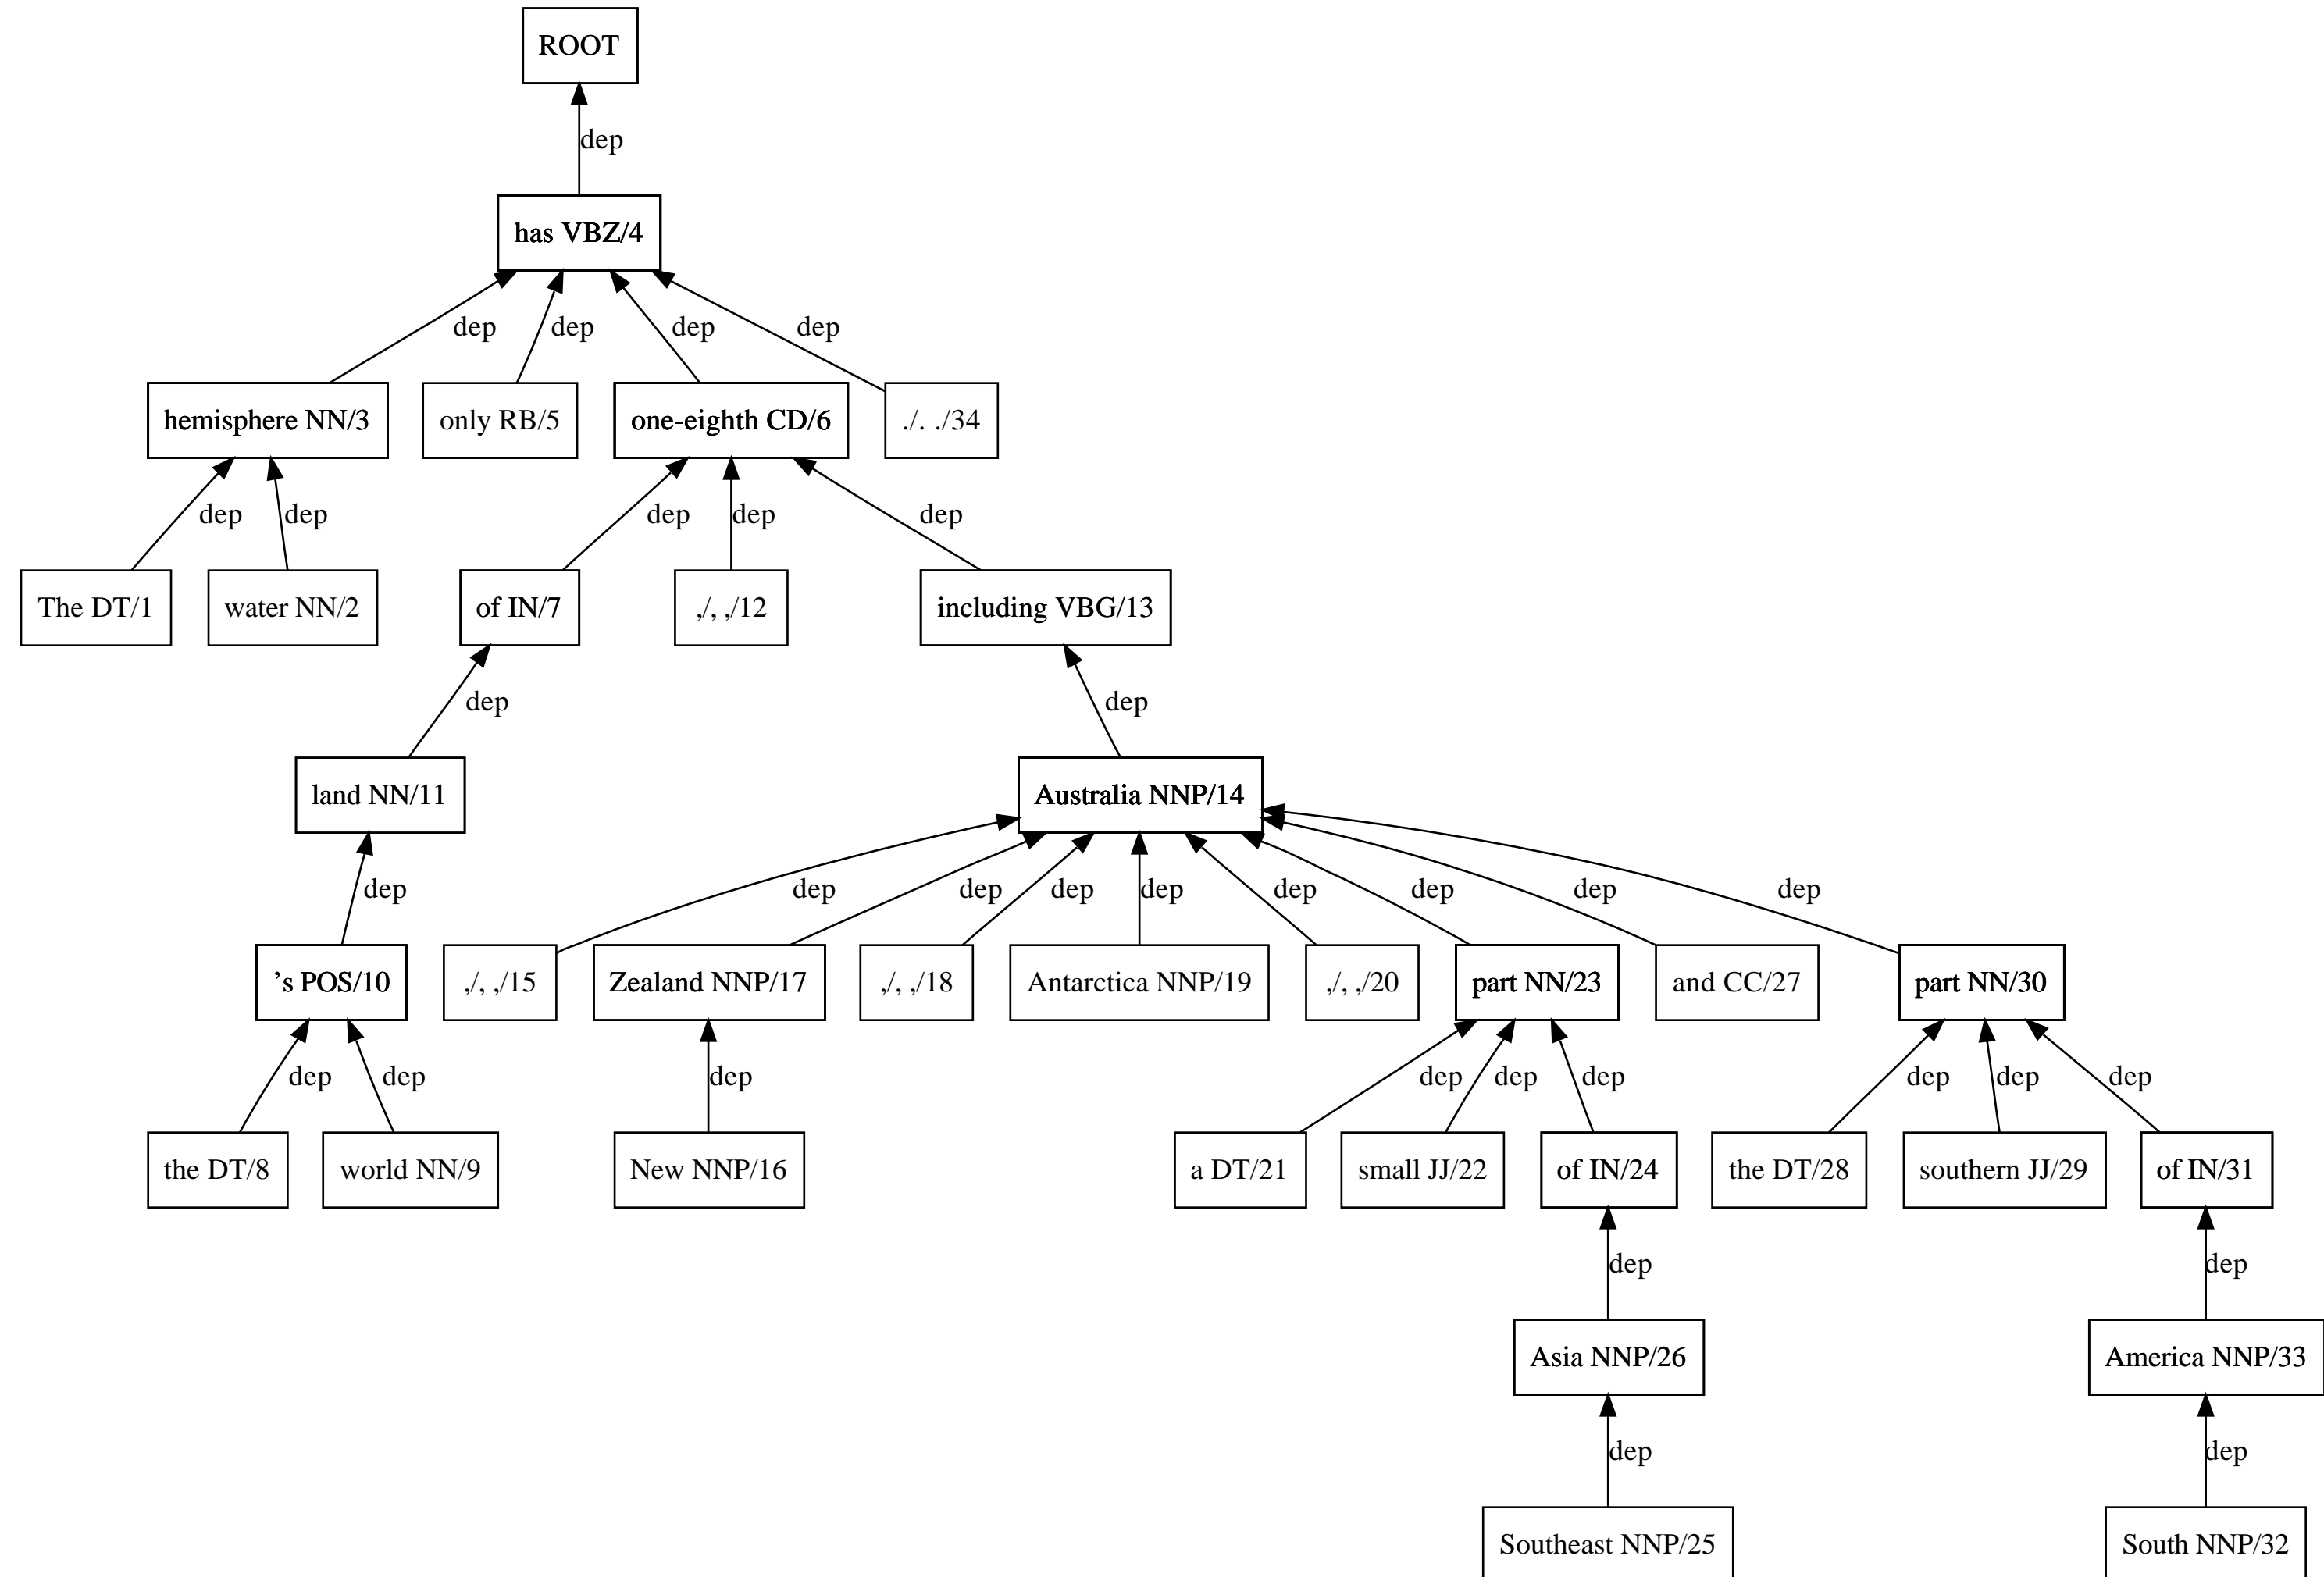 ROOT
dep
has VBZ/4
dep dep dep dep
hemisphere NN/3 only RB/5 one-eighth CD/6 ./. ./34
dep dep dep dep dep
The DT/1 water NN/2 of IN/7 ,/, ,/12 including VBG/13
dep dep
land NN/11 Australia NNP/14
dep dep dep dep dep dep dep dep dep
’s POS/10 ,/, ,/15 Zealand NNP/17 ,/, ,/18 Antarctica NNP/19 ,/, ,/20 part NN/23 and CC/27 part NN/30
dep dep dep dep dep dep dep dep dep
the DT/8 world NN/9 New NNP/16 a DT/21 small JJ/22 of IN/24 the DT/28 southern JJ/29 of IN/31
dep dep
Asia NNP/26 America NNP/33
dep dep
Southeast NNP/25 South NNP/32